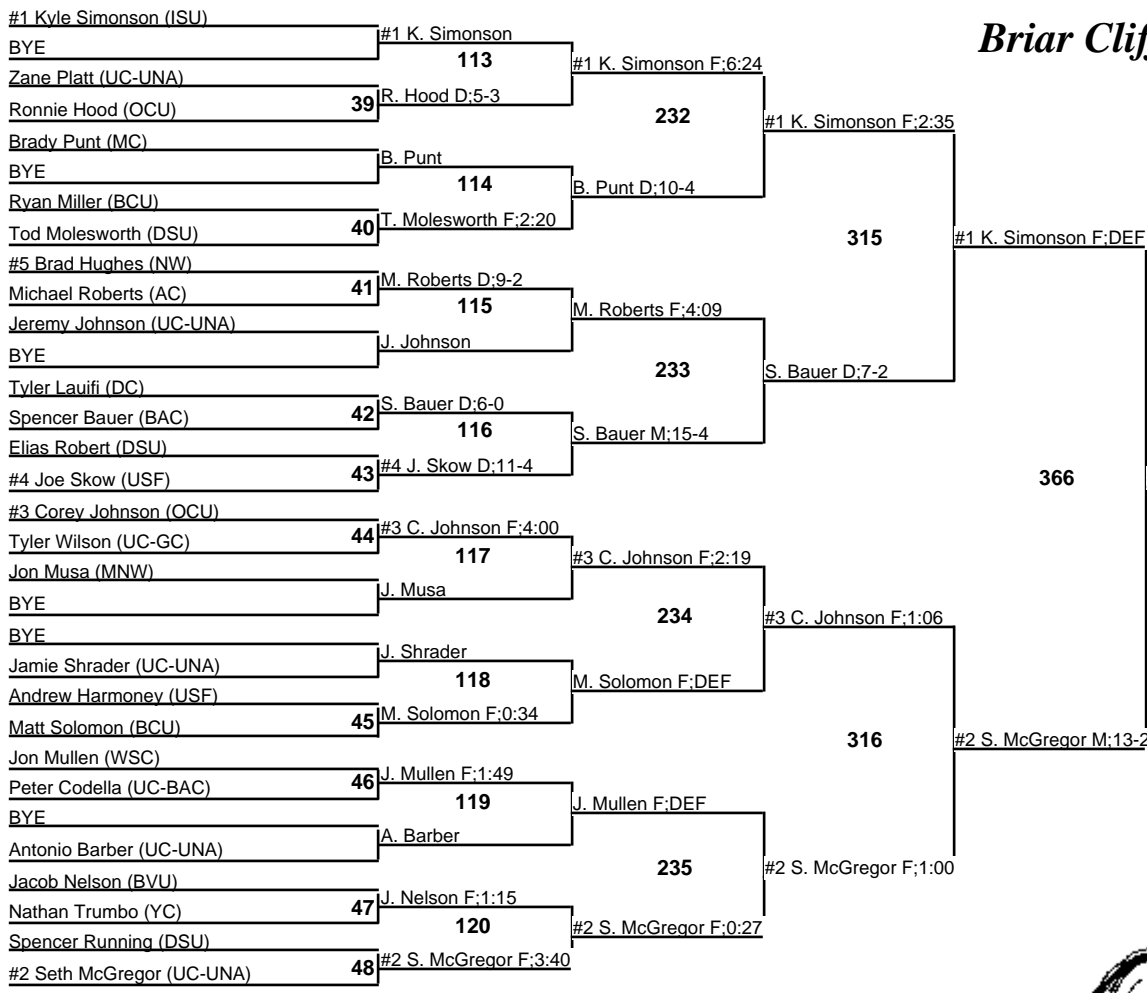 Briar Cliff
#1 Kyle Simonson (ISU)
BYE
Zane Platt (UC-UNA)
Ronnie Hood (OCU)
Brady Punt (MC)
BYE
Ryan Miller (BCU)
Tod Molesworth (DSU)
#5 Brad Hughes (NW)
Michael Roberts (AC)
Jeremy Johnson (UC-UNA)
BYE
Tyler Lauifi (DC)
Spencer Bauer (BAC)
Elias Robert (DSU)
#4 Joe Skow (USF)
#3 Corey Johnson (OCU)
Tyler Wilson (UC-GC)
Jon Musa (MNW)
BYE
BYE
Jamie Shrader (UC-UNA)
Andrew Harmoney (USF)
Matt Solomon (BCU)
Jon Mullen (WSC)
Peter Codella (UC-BAC)
BYE
Antonio Barber (UC-UNA)
Jacob Nelson (BVU)
Nathan Trumbo (YC)
Spencer Running (DSU)
#2 Seth McGregor (UC-UNA)
39
40
41
42
43
44
45
46
47
48
#1 K. Simonson
113
R. Hood D;5-3
B. Punt
114
T. Molesworth F;2:20
M. Roberts D;9-2
115
J. Johnson
S. Bauer D;6-0
116
#4 J. Skow D;11-4
#3 C. Johnson F;4:00
117
J. Musa
J. Shrader
118
M. Solomon F;0:34
J. Mullen F;1:49
119
A. Barber
J. Nelson F;1:15
120
#2 S. McGregor F;3:40
#1 K. Simonson F;6:24
232
B. Punt D;10-4
M. Roberts F;4:09
233
S. Bauer M;15-4
#3 C. Johnson F;2:19
234
M. Solomon F;DEF
J. Mullen F;DEF
235
#2 S. McGregor F;0:27
#1 K. Simonson F;2:35
315
S. Bauer D;7-2
#3 C. Johnson F;1:06
316
#2 S. McGregor F;1:00
#1 K. Simonson F;DEF
366
#2 S. McGregor M;13-2